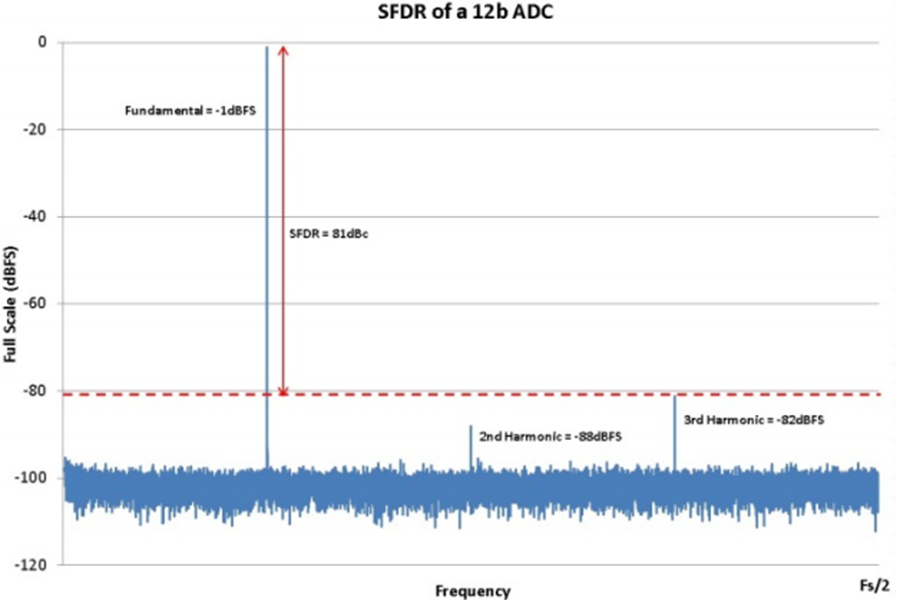 SFDR of a 12b ADC
0
Fundamental = -1dBFS
-20
-40
SFDR = 81dBc
Full Scale (dBFS)
-60
-80
3rd Harmonic = -82dBFS
2nd Harmonic = -88dBFS
-100
-120
Frequency
Fs/2